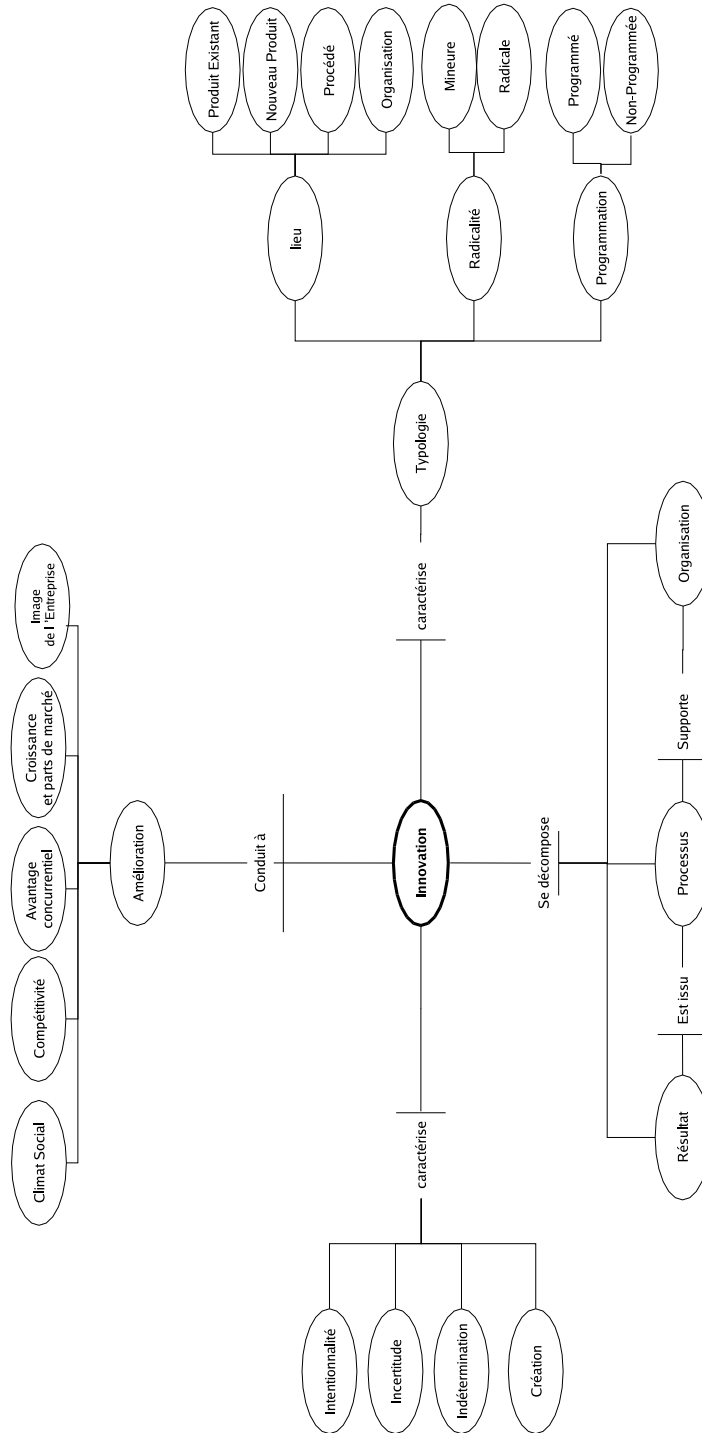 Climat Social
Compétitivité
Avantage
concurrentiel
Croissance
et parts de marché
Image
de l 'Entreprise
Amélioration
Conduit à
Intentionnalité
Incertitude
Indétermination
Création
caractérise
Innovation
caractérise
Typologie
lieu
Radicalité
Programmation
Produit Existant
Nouveau Produit
Procédé
Organisation
Mineure
Radicale
Programmé
Non-Programmée
Se décompose
Résultat
Est issu
Processus
Supporte
Organisation